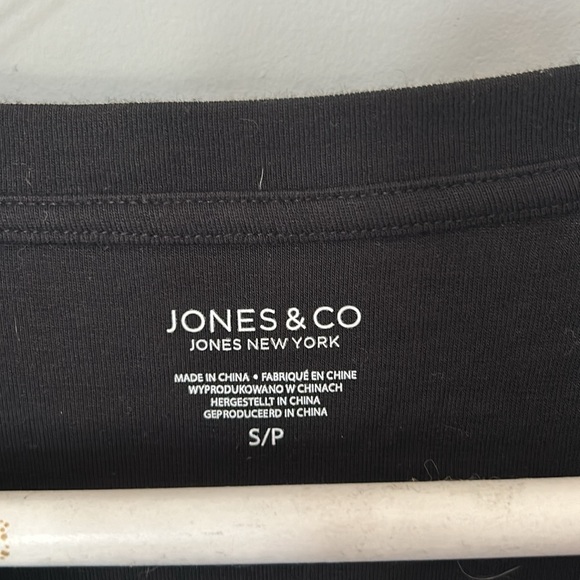 JONES & CO
JONES NEW YORK
MADE IN CHINA • FABRIQUÉ EN CHINE
WYPRODUKOWANO W CHINACH
HERGESTELLT IN CHINA
GEPRODUCEERD IN CHINA
S/P